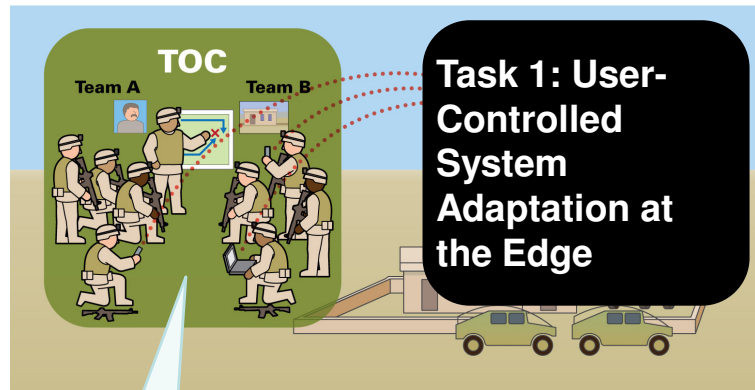 TOC
Team A
Team B
Task 1: User-
Controlled
System
Adaptation at
the Edge